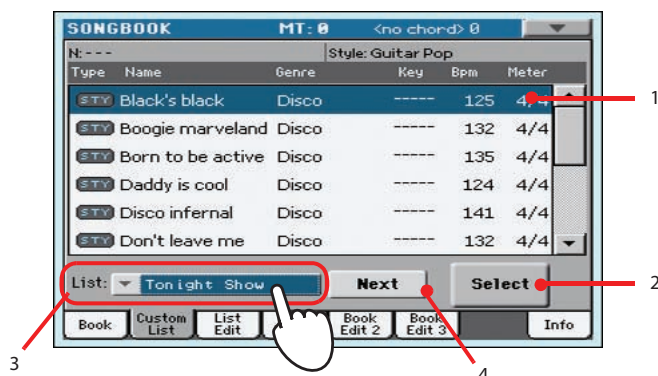 SONGBOOK MT: 0 <no chord> 0
N: --- Style: Guitar Pop
Type Name Genre Key Bpm Meter
STY Black's black Disco ----- 125 4/4
STY Boogie marveland Disco ----- 132 4/4
STY Born to be active Disco ----- 135 4/4
STY Daddy is cool Disco ----- 124 4/4
STY Disco infernal Disco ----- 141 4/4
STY Don't leave me Disco ----- 132 4/4
List: Tonight Show Next Select
Book Custom List List Edit Book Edit 2 Book Edit 3 Info
1
2
3
4